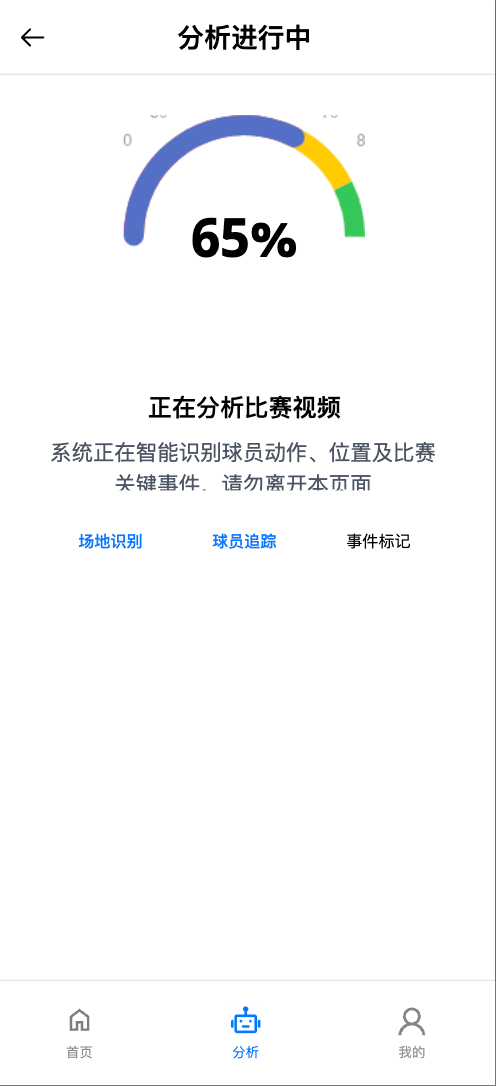 分析进行中
0
8
65%
正在分析比赛视频
系统正在智能识别球员动作、位置及比赛
关键事件，请勿离开本页面
场地识别
球员追踪
事件标记
首页
分析
我的